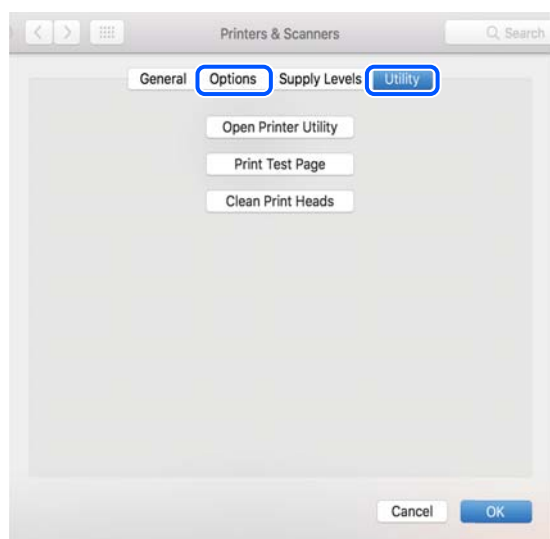 Printers & Scanners Search
General Options Supply Levels Utility
Open Printer Utility
Print Test Page
Clean Print Heads
Cancel OK